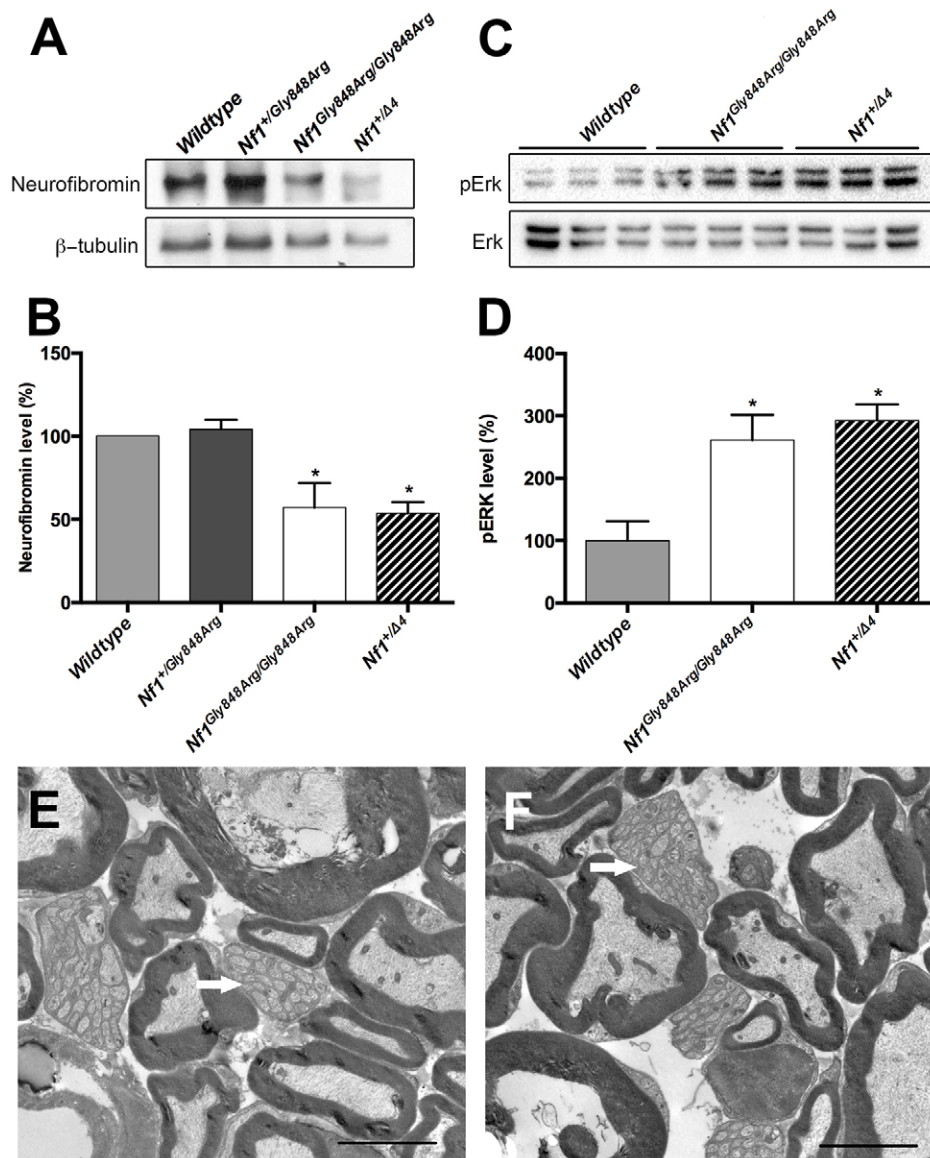 A
Wildtype
Nf1+/Gly848Arg
Nf1Gly848Arg/Gly848Arg
Nf1+/Δ4
Neurofibromin
β-tubulin
C
Wildtype
Nf1Gly848Arg/Gly848Arg
Nf1+/Δ4
pErk
Erk
B
Neurofibromin level (%)
150
100
50
0
*
*
Wildtype
Nf1+/Gly848Arg
Nf1Gly848Arg/Gly848Arg
Nf1+/Δ4
D
pERK level (%)
400
300
200
100
0
*
*
Wildtype
Nf1Gly848Arg/Gly848Arg
Nf1+/Δ4
E
F